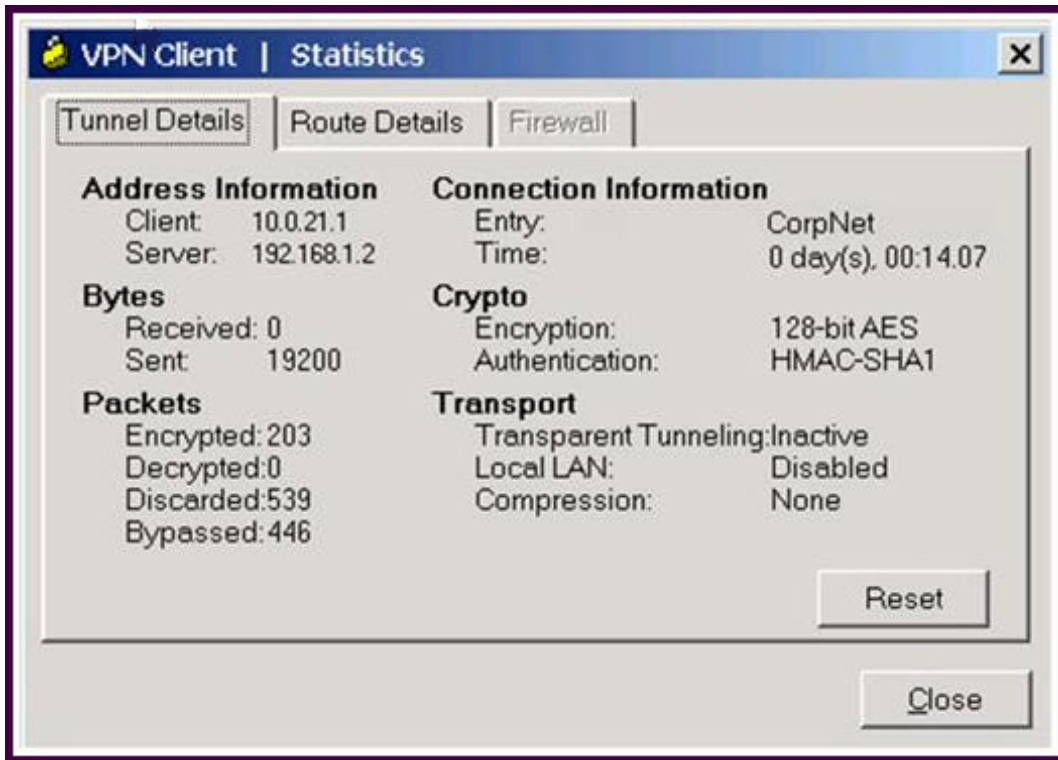 VPN Client | Statistics
Tunnel Details
Route Details
Firewall
Address Information
Client: 10.0.21.1
Server: 192.168.1.2
Bytes
Received: 0
Sent: 19200
Packets
Encrypted: 203
Decrypted:0
Discarded:539
Bypassed: 446
Connection Information
Entry: CorpNet
Time: 0 day(s), 00:14.07
Crypto
Encryption: 128-bit AES
Authentication: HMAC-SHA1
Transport
Transparent Tunneling:Inactive
Local LAN: Disabled
Compression: None
Reset
Close